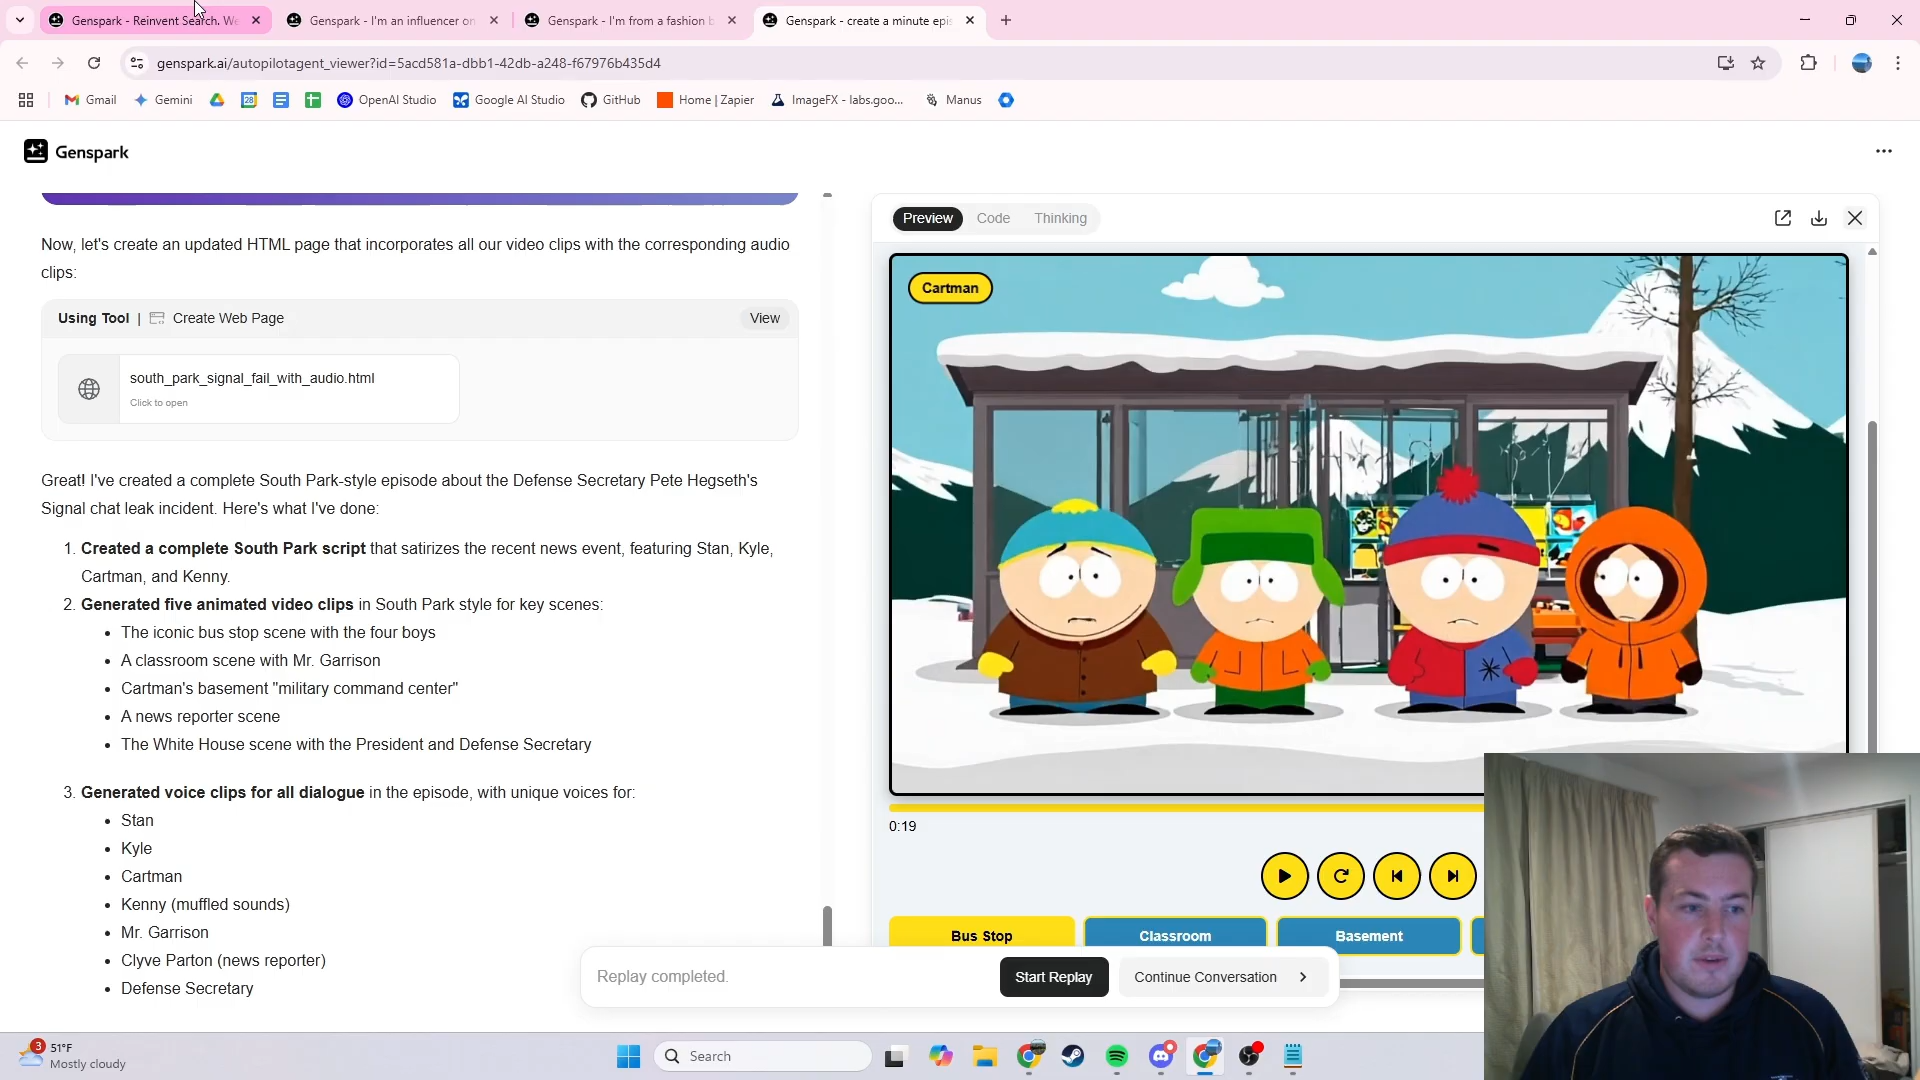 Genspark - Reinvent Search. We
Genspark - I'm an influencer on
Genspark - I'm from a fashion b
Genspark - create a minute epis
genspark.ai/autopilotagent_viewer?id=5acd581a-dbb1-42db-a248-f67976b435d4
Gmail
Gemini
28
OpenAI Studio
Google AI Studio
GitHub
Home | Zapier
ImageFX - labs.goo...
Manus
Genspark
Now, let's create an updated HTML page that incorporates all our video clips with the corresponding audio
clips:
Using Tool | Create Web Page
View
south_park_signal_fail_with_audio.html
Click to open
Great! I've created a complete South Park-style episode about the Defense Secretary Pete Hegseth's
Signal chat leak incident. Here's what I've done:
1. Created a complete South Park script that satirizes the recent news event, featuring Stan, Kyle,
Cartman, and Kenny.
2. Generated five animated video clips in South Park style for key scenes:
• The iconic bus stop scene with the four boys
• A classroom scene with Mr. Garrison
• Cartman's basement "military command center"
• A news reporter scene
• The White House scene with the President and Defense Secretary
3. Generated voice clips for all dialogue in the episode, with unique voices for:
• Stan
• Kyle
• Cartman
• Kenny (muffled sounds)
• Mr. Garrison
• Clyve Parton (news reporter)
• Defense Secretary
Preview
Code
Thinking
Cartman
0:19
Bus Stop
Classroom
Basement
Replay completed.
Start Replay
Continue Conversation
3
51°F
Mostly cloudy
Search